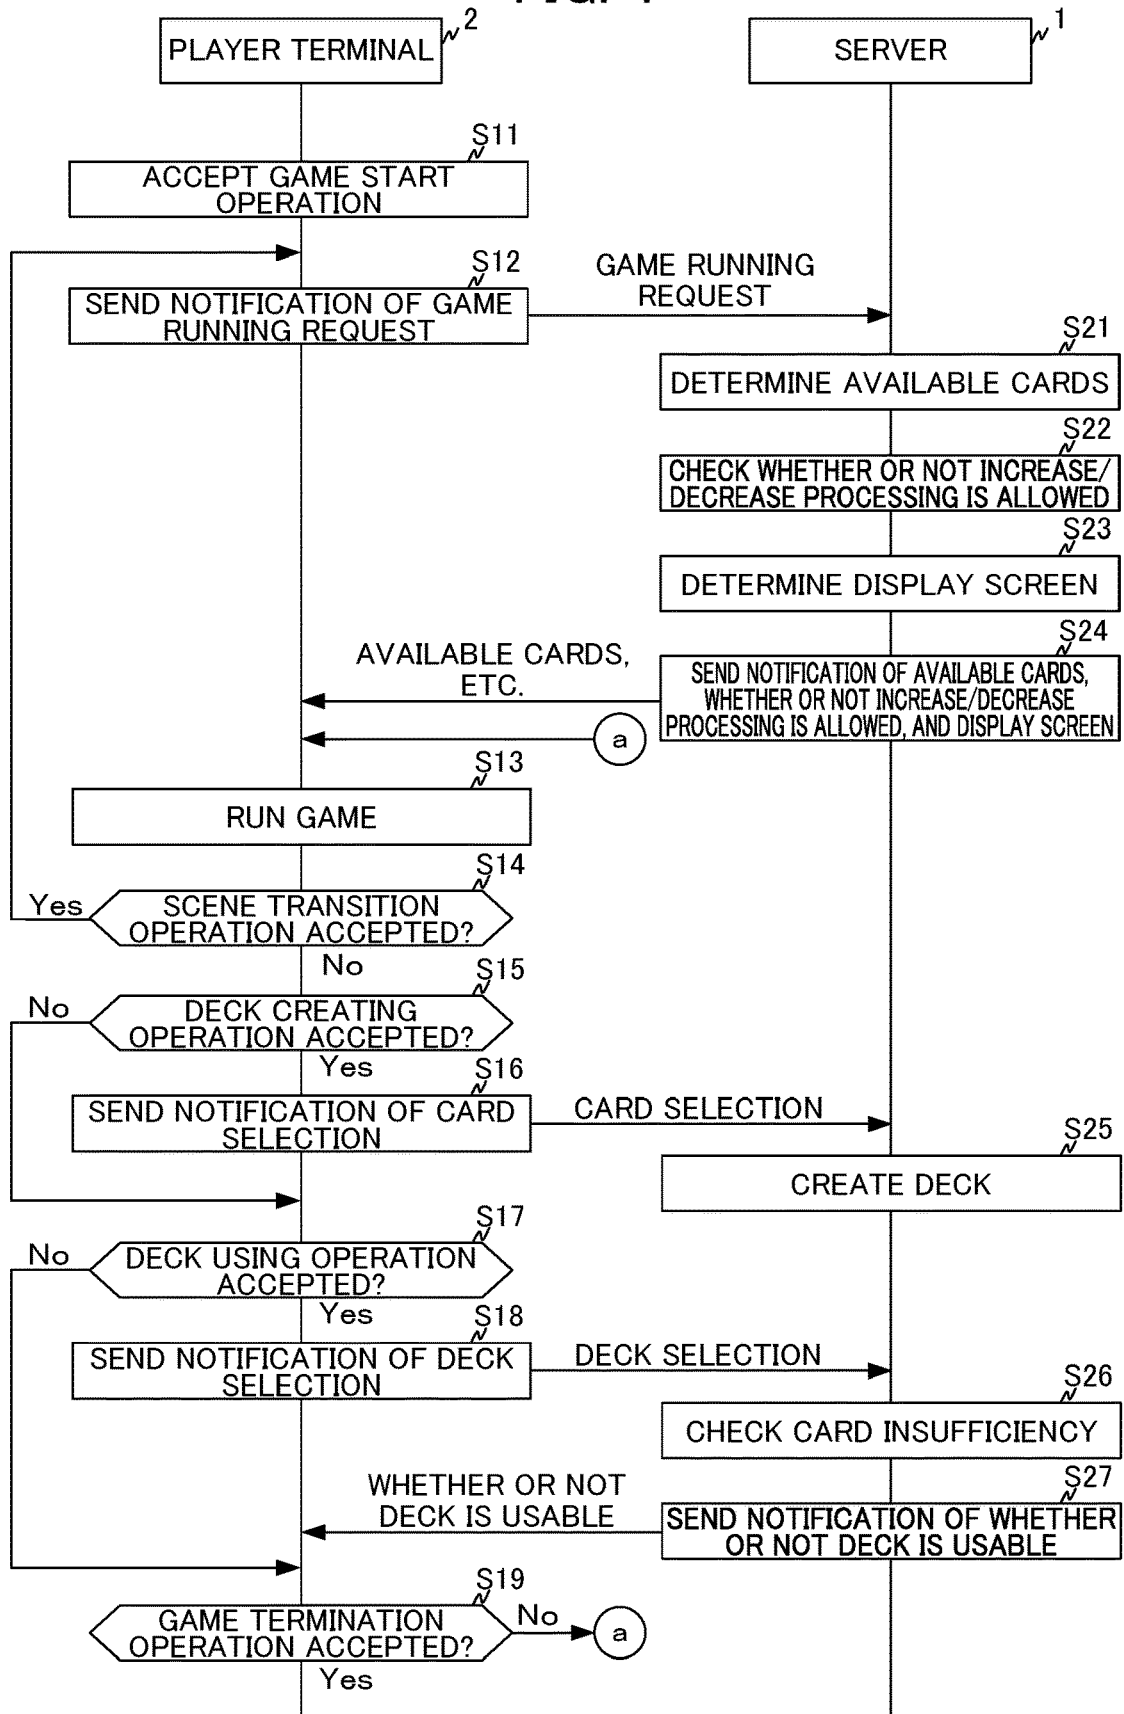 PLAYER TERMINAL
2
SERVER
1
S11
ACCEPT GAME START
OPERATION
S12
SEND NOTIFICATION OF GAME
RUNNING REQUEST
GAME RUNNING
REQUEST
S21
DETERMINE AVAILABLE CARDS
S22
CHECK WHETHER OR NOT INCREASE/
DECREASE PROCESSING IS ALLOWED
S23
DETERMINE DISPLAY SCREEN
S24
SEND NOTIFICATION OF AVAILABLE CARDS,
WHETHER OR NOT INCREASE/DECREASE
PROCESSING IS ALLOWED, AND DISPLAY SCREEN
AVAILABLE CARDS,
ETC.
a
S13
RUN GAME
S14
SCENE TRANSITION
OPERATION ACCEPTED?
Yes
No
S15
DECK CREATING
OPERATION ACCEPTED?
No
Yes
S16
SEND NOTIFICATION OF CARD
SELECTION
CARD SELECTION
S25
CREATE DECK
S17
DECK USING OPERATION
ACCEPTED?
No
Yes
S18
SEND NOTIFICATION OF DECK
SELECTION
DECK SELECTION
S26
CHECK CARD INSUFFICIENCY
S27
SEND NOTIFICATION OF WHETHER
OR NOT DECK IS USABLE
WHETHER OR NOT
DECK IS USABLE
S19
GAME TERMINATION
OPERATION ACCEPTED?
No
a
Yes